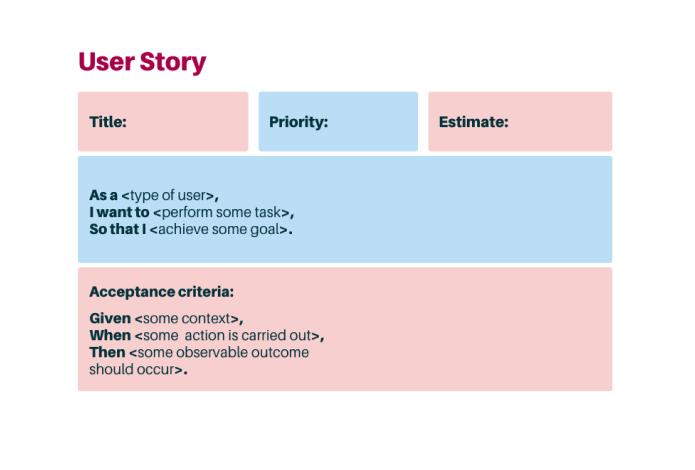 User Story
Title:
Priority:
Estimate:
As a <type of user>,
I want to <perform some task>,
So that I <achieve some goal>.
Acceptance criteria:
Given <some context>,
When <some  action is carried out>,
Then <some observable outcome
should occur>.